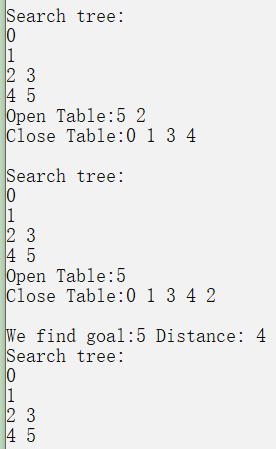 Search tree:
0
1
2 3
4 5
Open Table:5 2
Close Table:0 1 3 4
Search tree:
0
1
2 3
4 5
Open Table:5
Close Table:0 1 3 4 2
We find goal:5 Distance: 4
Search tree:
0
1
2 3
4 5